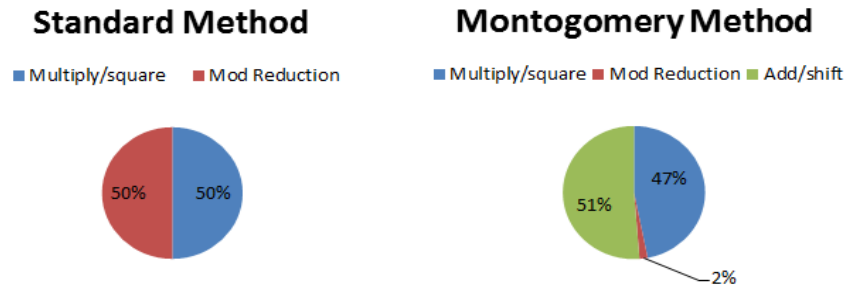 Standard Method
Multiply/square Mod Reduction
50% 50%
Montogomery Method
Multiply/square Mod Reduction Add/shift
47%
51%
2%